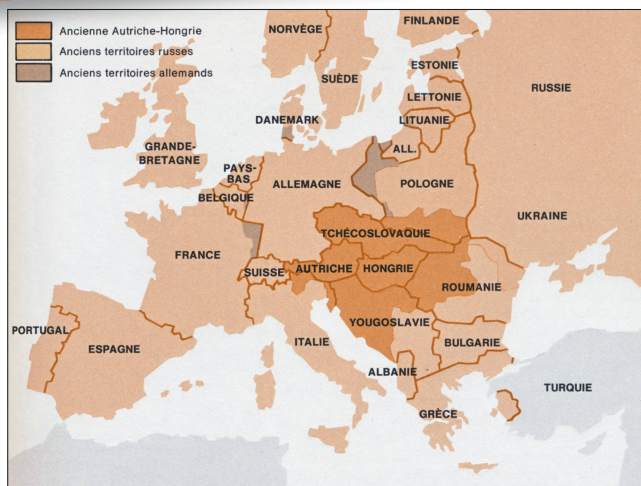 Ancienne Autriche-Hongrie
Anciens territoires russes
Anciens territoires allemands
NORVÈGE
FINLANDE
SUÈDE
ESTONIE
RUSSIE
LETTONIE
DANEMARK
LITUANIE
GRANDE-
BRETAGNE
ALL.
PAYS-
BAS
ALLEMAGNE
POLOGNE
BELGIQUE
UKRAINE
TCHÉCOSLOVAQUIE
FRANCE
SUISSE
AUTRICHE
HONGRIE
ROUMANIE
PORTUGAL
ESPAGNE
ITALIE
YOUGOSLAVIE
BULGARIE
ALBANIE
TURQUIE
GRÈCE